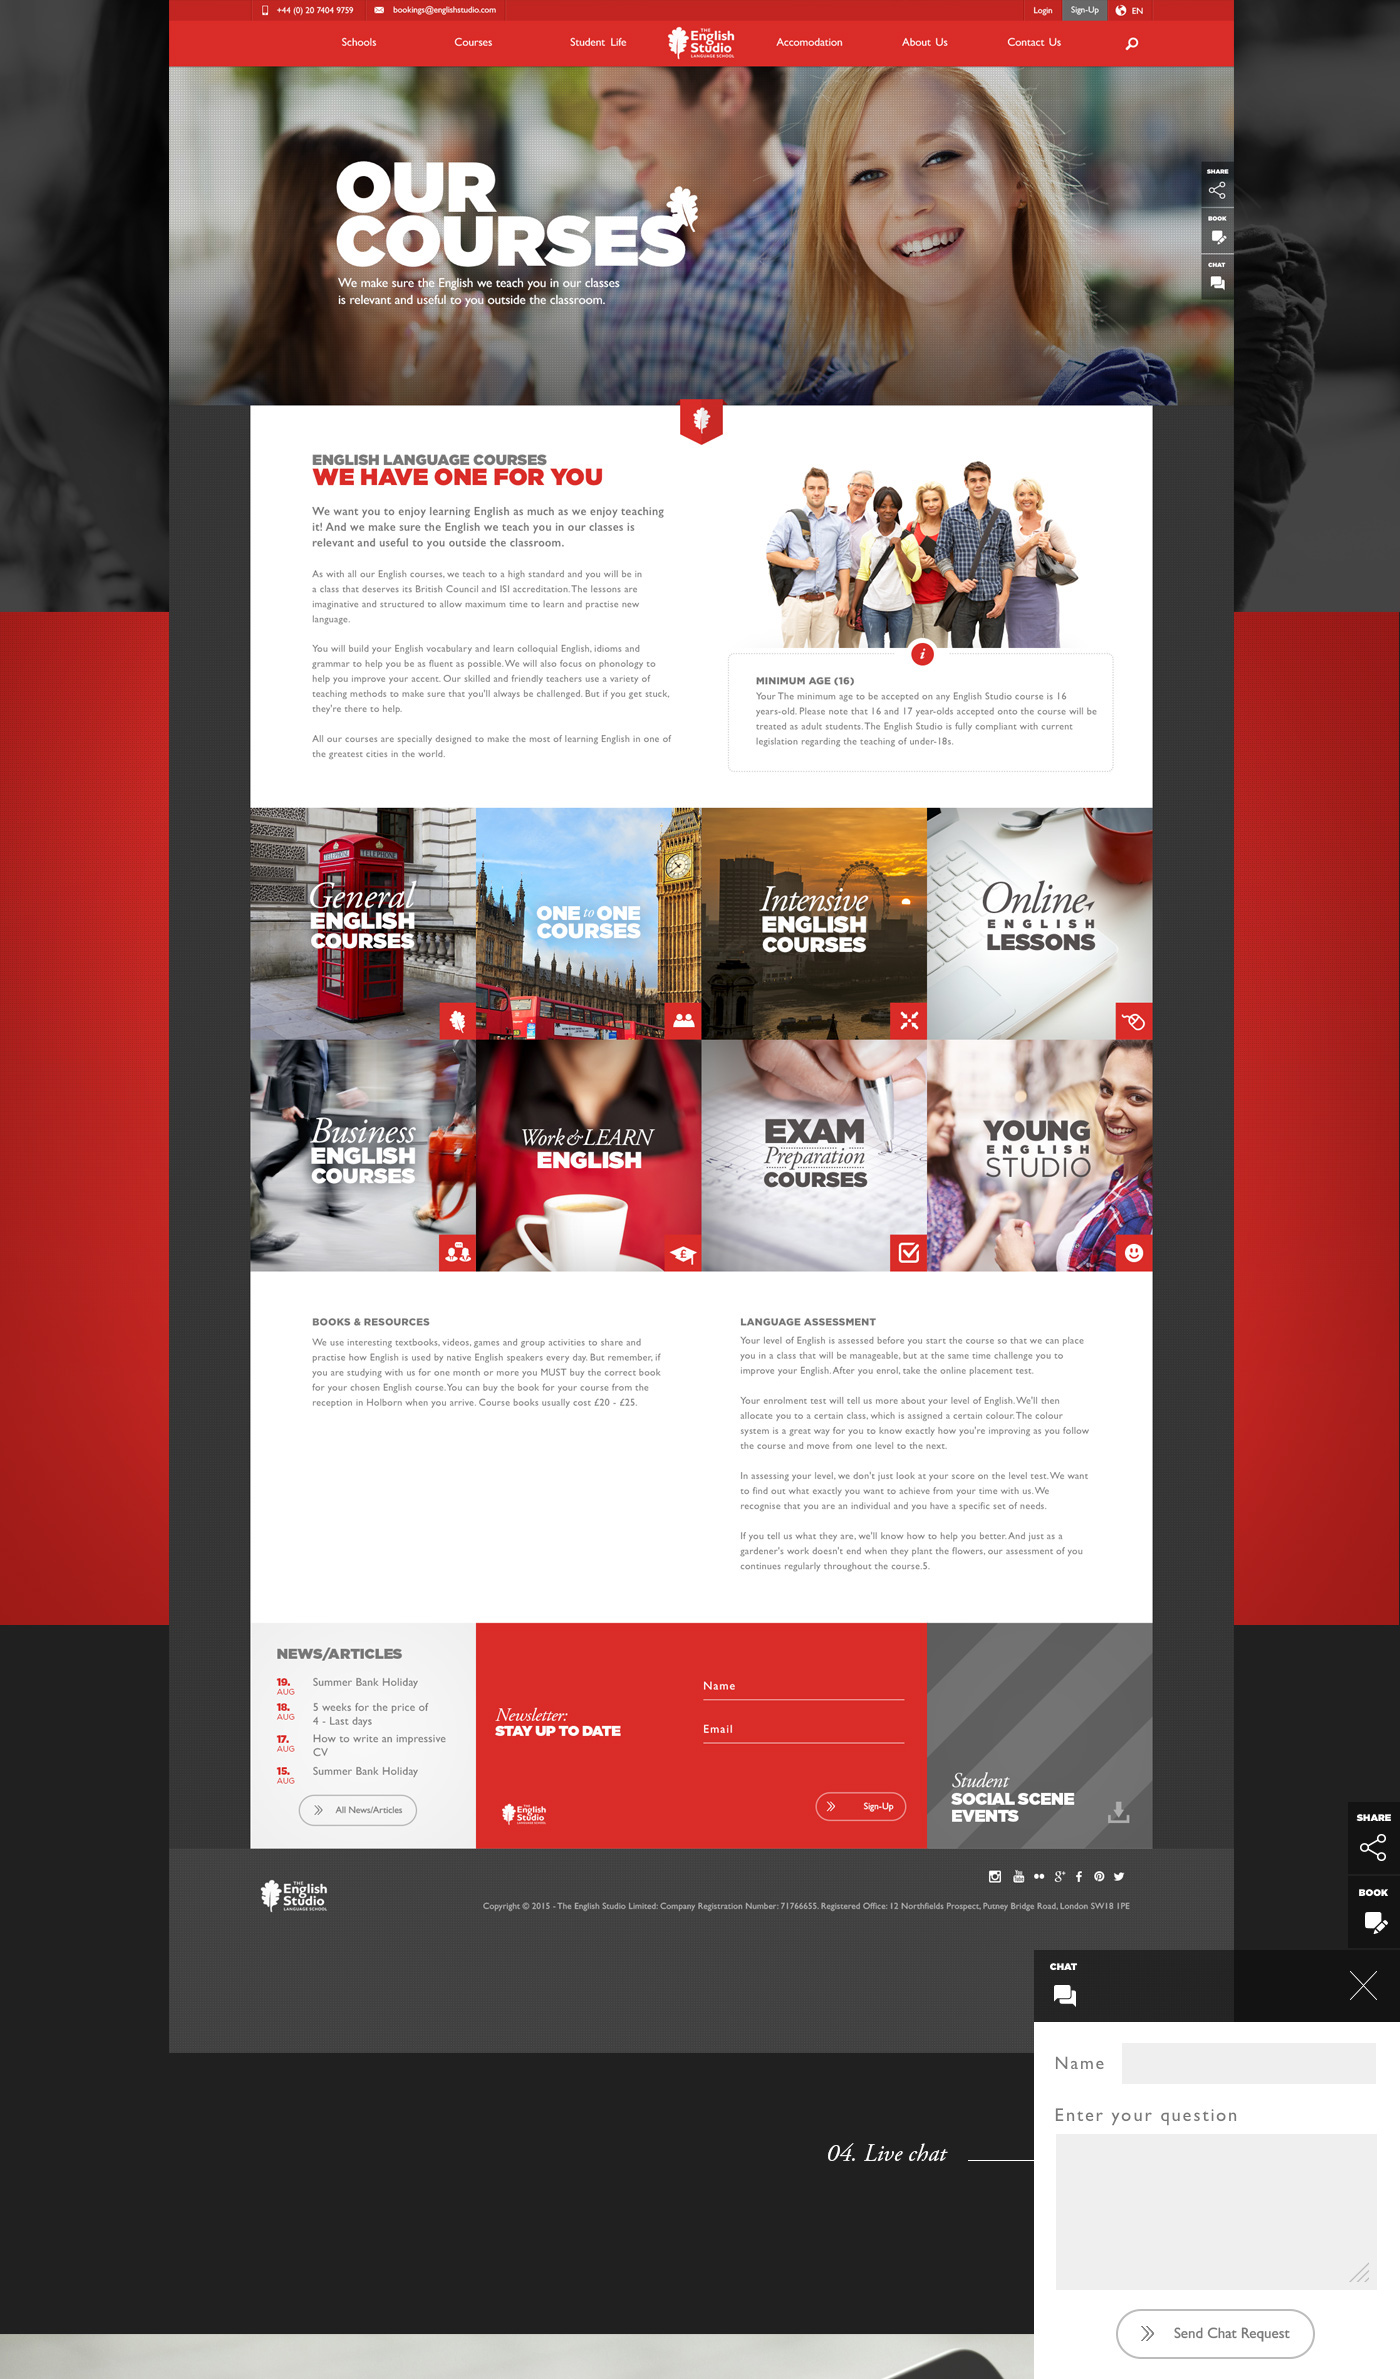 +44 (0) 20 7404 9759
bookings@englishstudio.com
Login
Sign-Up
EN
Schools
Courses
Student Life
THE
English
Studio
LANGUAGE SCHOOL
Accomodation
About Us
Contact Us
OUR
COURSES
We make sure the English we teach you in our classes
is relevant and useful to you outside the classroom.
SHARE
BOOK
CHAT
ENGLISH LANGUAGE COURSES
WE HAVE ONE FOR YOU
We want you to enjoy learning English as much as we enjoy teaching
it! And we make sure the English we teach you in our classes is
relevant and useful to you outside the classroom.
As with all our English courses, we teach to a high standard and you will be in
a class that deserves its British Council and ISI accreditation. The lessons are
imaginative and structured to allow maximum time to learn and practise new
language.
You will build your English vocabulary and learn colloquial English, idioms and
grammar to help you be as fluent as possible. We will also focus on phonology to
help you improve your accent. Our skilled and friendly teachers use a variety of
teaching methods to make sure that you'll always be challenged. But if you get stuck,
they're there to help.
All our courses are specially designed to make the most of learning English in one of
the greatest cities in the world.
i
MINIMUM AGE (16)
Your The minimum age to be accepted on any English Studio course is 16
years-old. Please note that 16 and 17 year-olds accepted onto the course will be
treated as adult students. The English Studio is fully compliant with current
legislation regarding the teaching of under-18s.
TELEPHONE
TELEPHONE
General
ENGLISH
COURSES
ONE to ONE
COURSES
Intensive
ENGLISH
COURSES
Online
ENGLISH
LESSONS
Business
ENGLISH
COURSES
Work & LEARN
ENGLISH
£
EXAM
Preparation
COURSES
YOUNG
ENGLISH
STUDIO
BOOKS & RESOURCES
We use interesting textbooks, videos, games and group activities to share and
practise how English is used by native English speakers every day. But remember, if
you are studying with us for one month or more you MUST buy the correct book
for your chosen English course. You can buy the book for your course from the
reception in Holborn when you arrive. Course books usually cost £20 - £25.
LANGUAGE ASSESSMENT
Your level of English is assessed before you start the course so that we can place
you in a class that will be manageable, but at the same time challenge you to
improve your English. After you enrol, take the online placement test.
Your enrolment test will tell us more about your level of English. We'll then
allocate you to a certain class, which is assigned a certain colour. The colour
system is a great way for you to know exactly how you're improving as you follow
the course and move from one level to the next.
In assessing your level, we don't just look at your score on the level test. We want
to find out what exactly you want to achieve from your time with us. We
recognise that you are an individual and you have a specific set of needs.
If you tell us what they are, we'll know how to help you better. And just as a
gardener's work doesn't end when they plant the flowers, our assessment of you
continues regularly throughout the course.5.
NEWS/ARTICLES
19. AUG
Summer Bank Holiday
18. AUG
5 weeks for the price of
4 - Last days
17. AUG
How to write an impressive
CV
15. AUG
Summer Bank Holiday
All News/Articles
Newsletter:
STAY UP TO DATE
Name
Email
THE
English
Studio
LANGUAGE SCHOOL
Sign-Up
Student
SOCIAL SCENE
EVENTS
THE
English
Studio
LANGUAGE SCHOOL
Copyright © 2015 - The English Studio Limited: Company Registration Number: 71766655. Registered Office: 12 Northfields Prospect, Putney Bridge Road, London SW18 1PE
SHARE
BOOK
CHAT
Name
Enter your question
Send Chat Request
04. Live chat